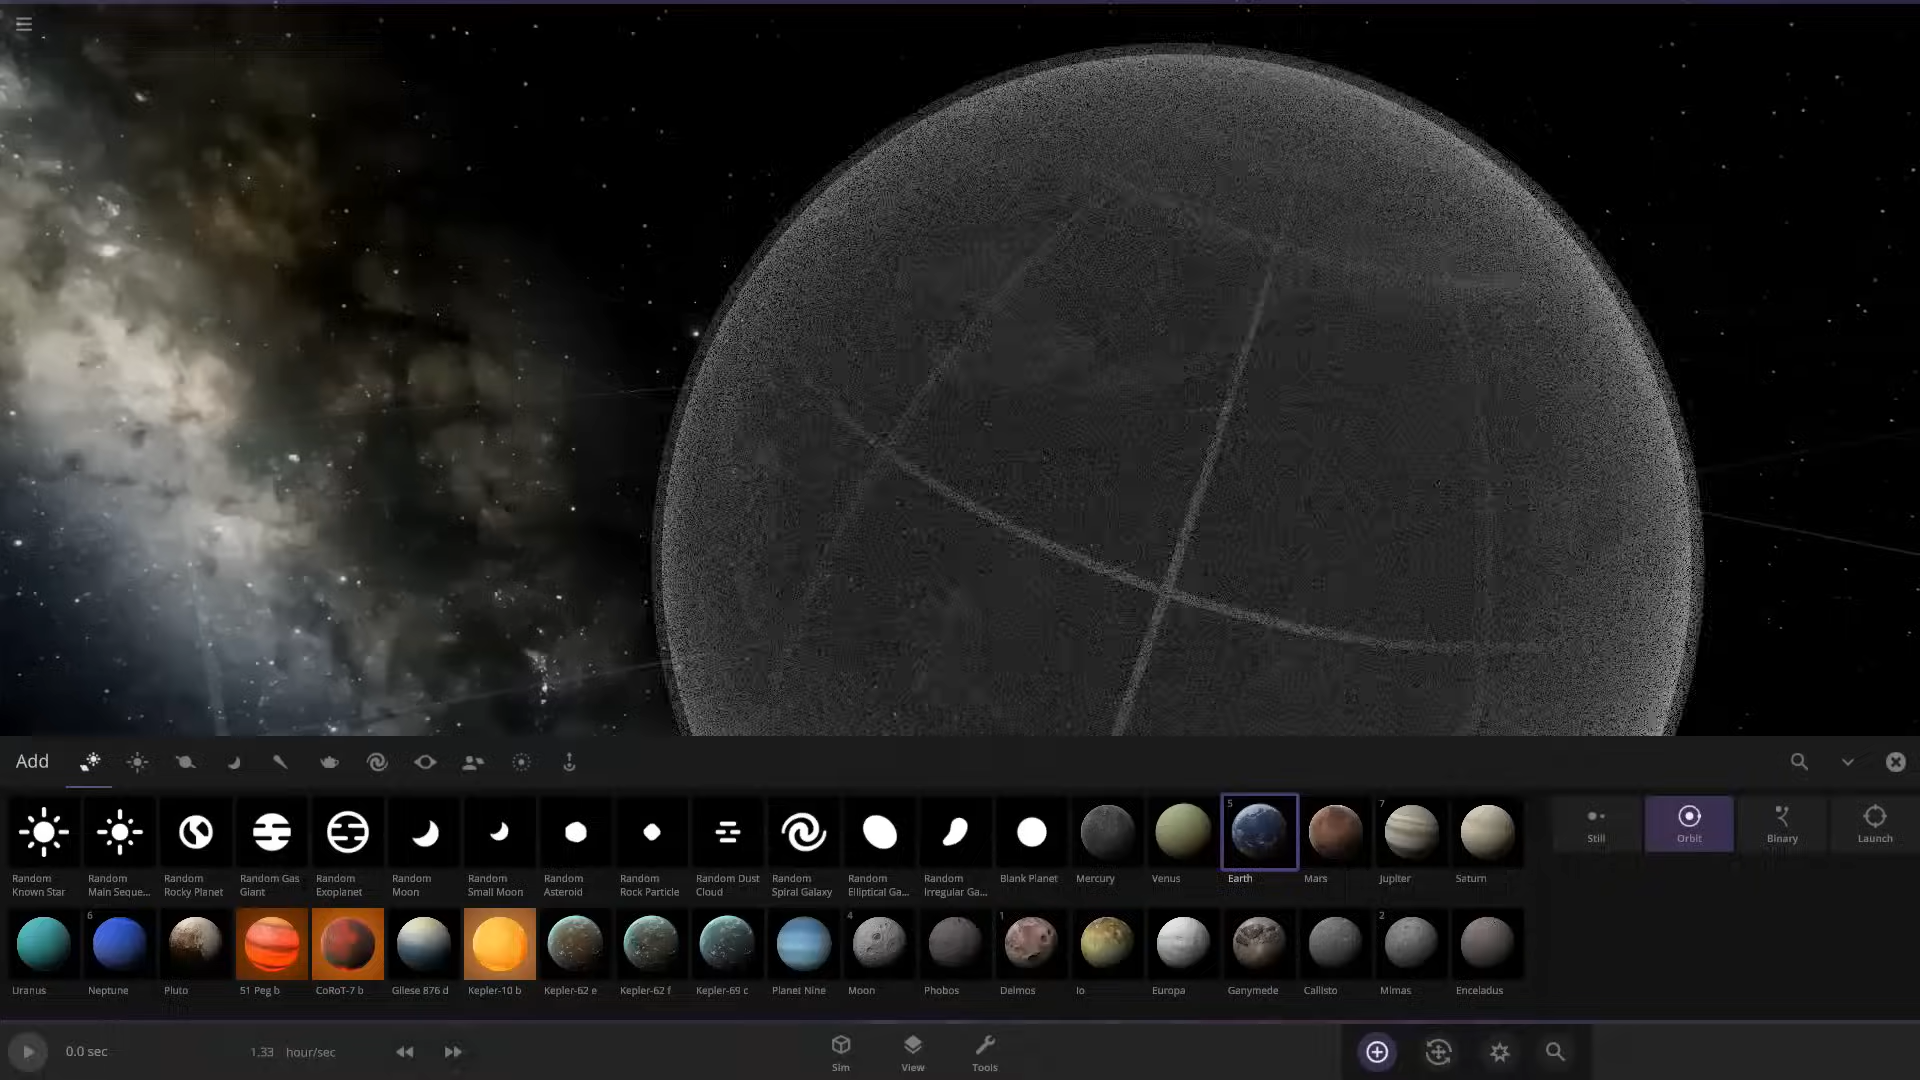 Add
Random Known Star
Random Main Seque...
Random Rocky Planet
Random Gas Giant
Random Exoplanet
Random Moon
Random Small Moon
Random Asteroid
Random Rock Particle
Random Dust Cloud
Random Spiral Galaxy
Random Elliptical Ga...
Random Irregular Ga...
Blank Planet
Mercury
Venus
5
Earth
Mars
7
Jupiter
Saturn
Still
Orbit
Binary
Launch
Uranus
6
Neptune
Pluto
51 Peg b
CoRoT-7 b
Gliese 876 d
Kepler-10 b
Kepler-62 e
Kepler-62 f
Kepler-69 c
Planet Nine
4
Moon
Phobos
1
Deimos
Io
Europa
Ganymede
Callisto
2
Mimas
Enceladus
0.0 sec
1.33 hour/sec
Sim
View
Tools